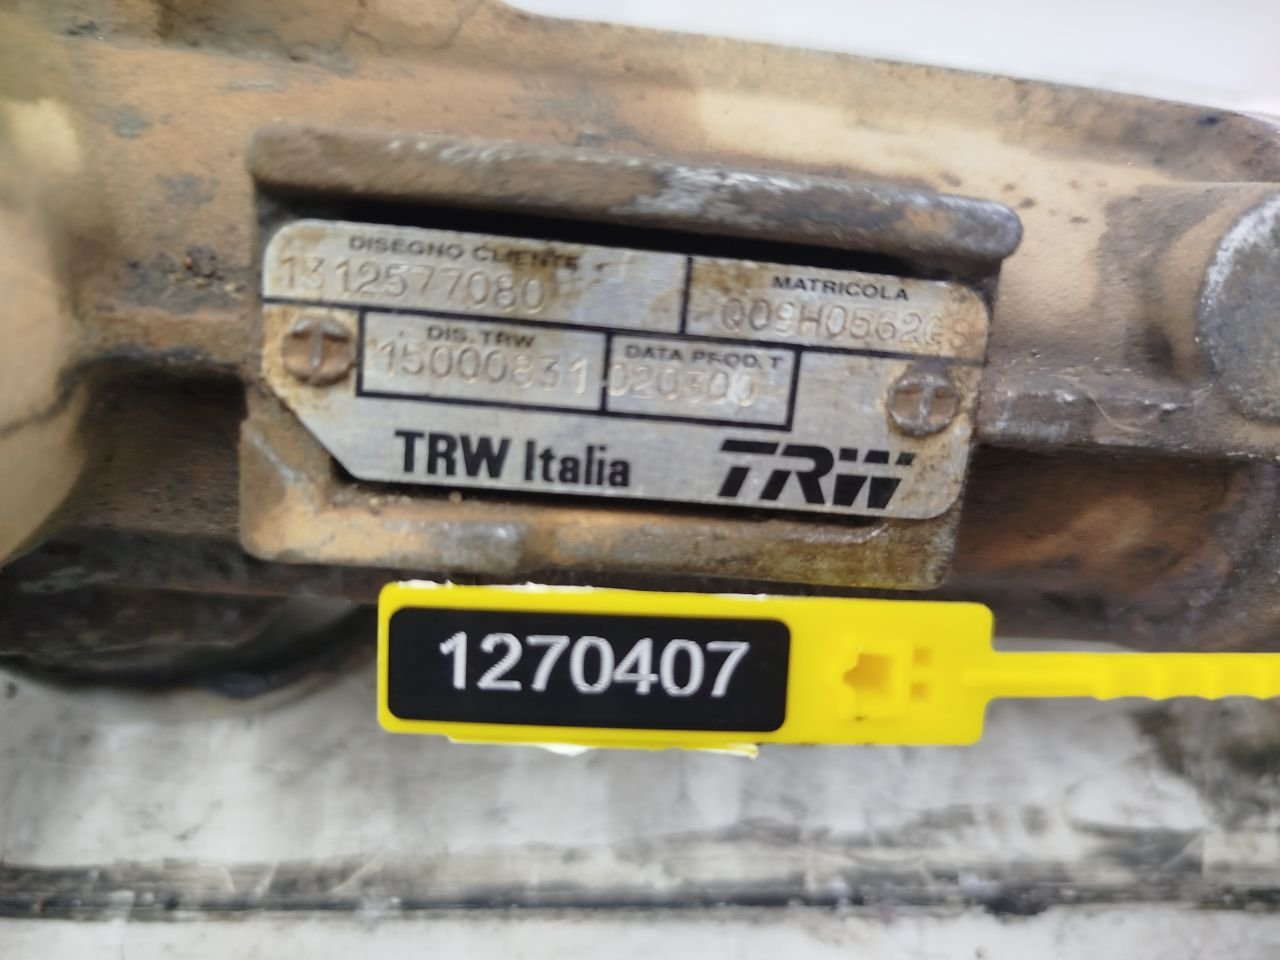 DISEGNO CLIENTE
1312577080
MATRICOLA
DIS. TRW
15000831
DATA PROD. T
020300
TRW Italia
TRW
1270407